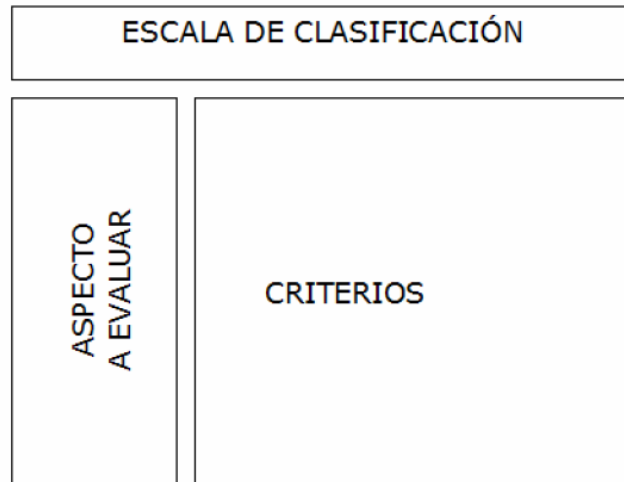 ESCALA DE CLASIFICACIÓN
ASPECTO
A EVALUAR
CRITERIOS